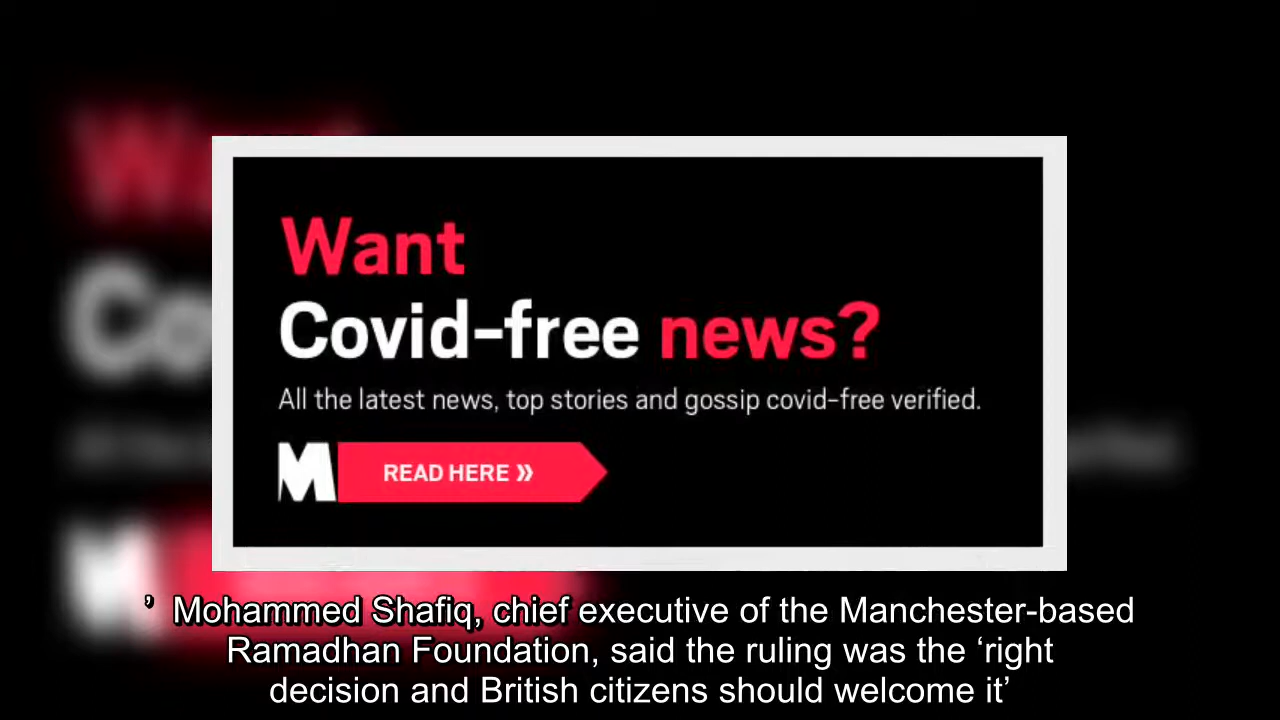 Want
Covid-free news?
All the latest news, top stories and gossip covid-free verified.
M READ HERE »
’ Mohammed Shafiq, chief executive of the Manchester-based
Ramadhan Foundation, said the ruling was the ‘right
decision and British citizens should welcome it’